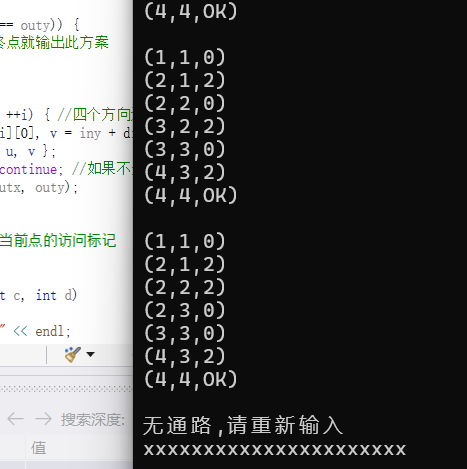 == outy)) {
终点就输出此方案
++i) { //四个方向
i][0], v = iny + d
u, v };
continue; //如果不
utx, outy);
当前点的访问标记
t c, int d)
" << endl;
搜索深度:
值
(4,4,OK)
(1,1,0)
(2,1,2)
(2,2,0)
(3,2,2)
(3,3,0)
(4,3,2)
(4,4,OK)
(1,1,0)
(2,1,2)
(2,2,2)
(2,3,0)
(3,3,0)
(4,3,2)
(4,4,OK)
无通路,请重新输入
xxxxxxxxxxxxxxxxxxxxxx